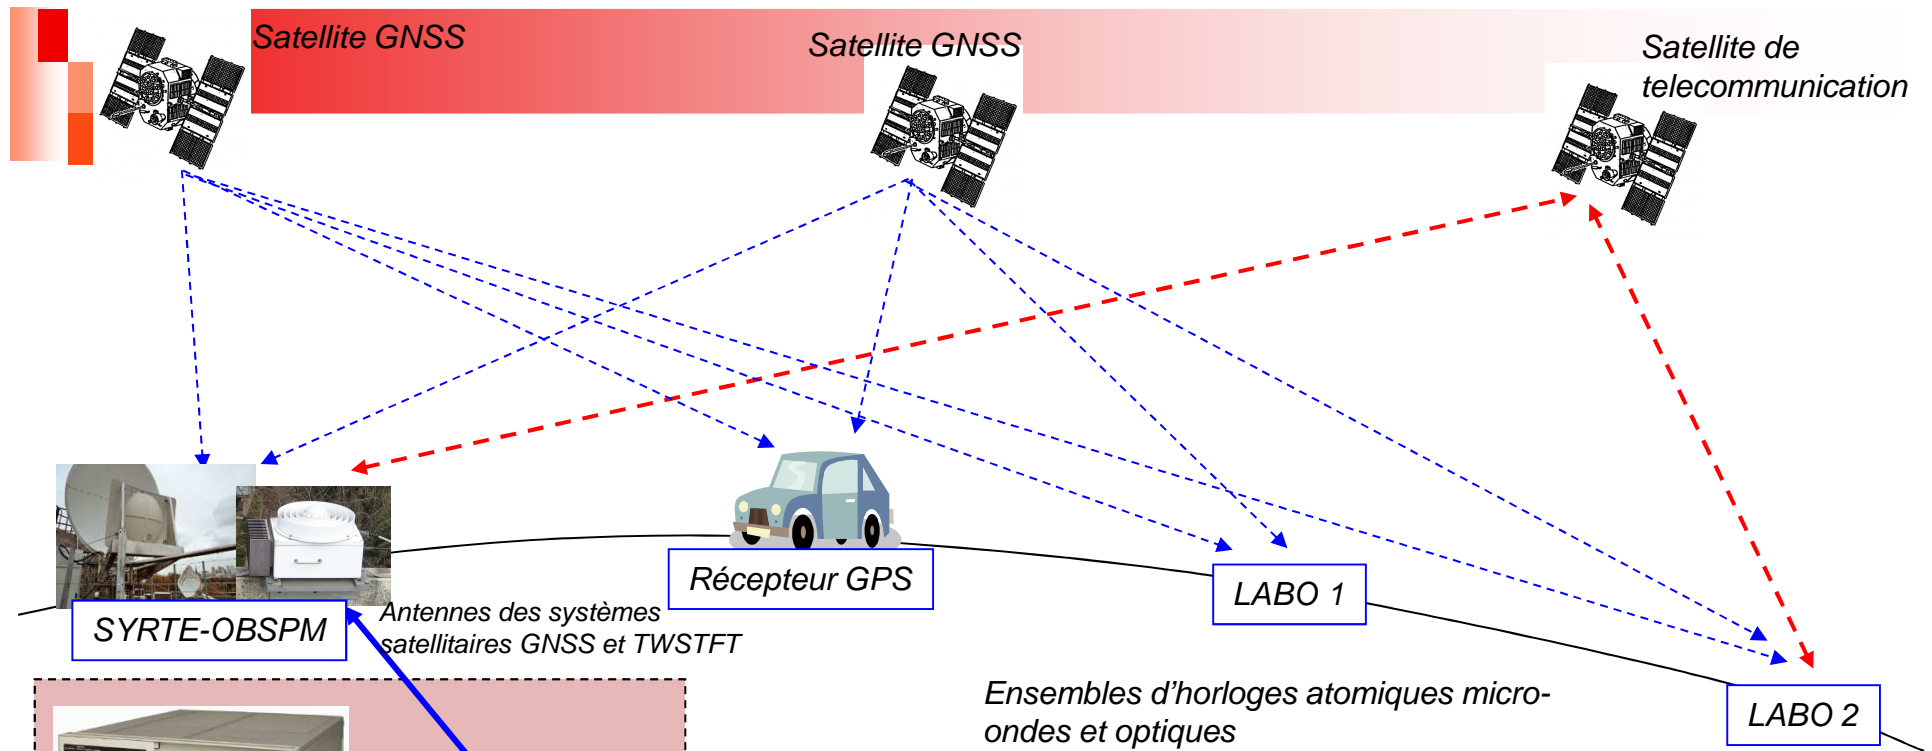 Satellite GNSS
Satellite GNSS
Satellite de
telecommunication
Récepteur GPS
LABO 1
SYRTE-OBSPM
Antennes des systèmes
satellitaires GNSS et TWSTFT
Ensembles d’horloges atomiques micro-
ondes et optiques
LABO 2